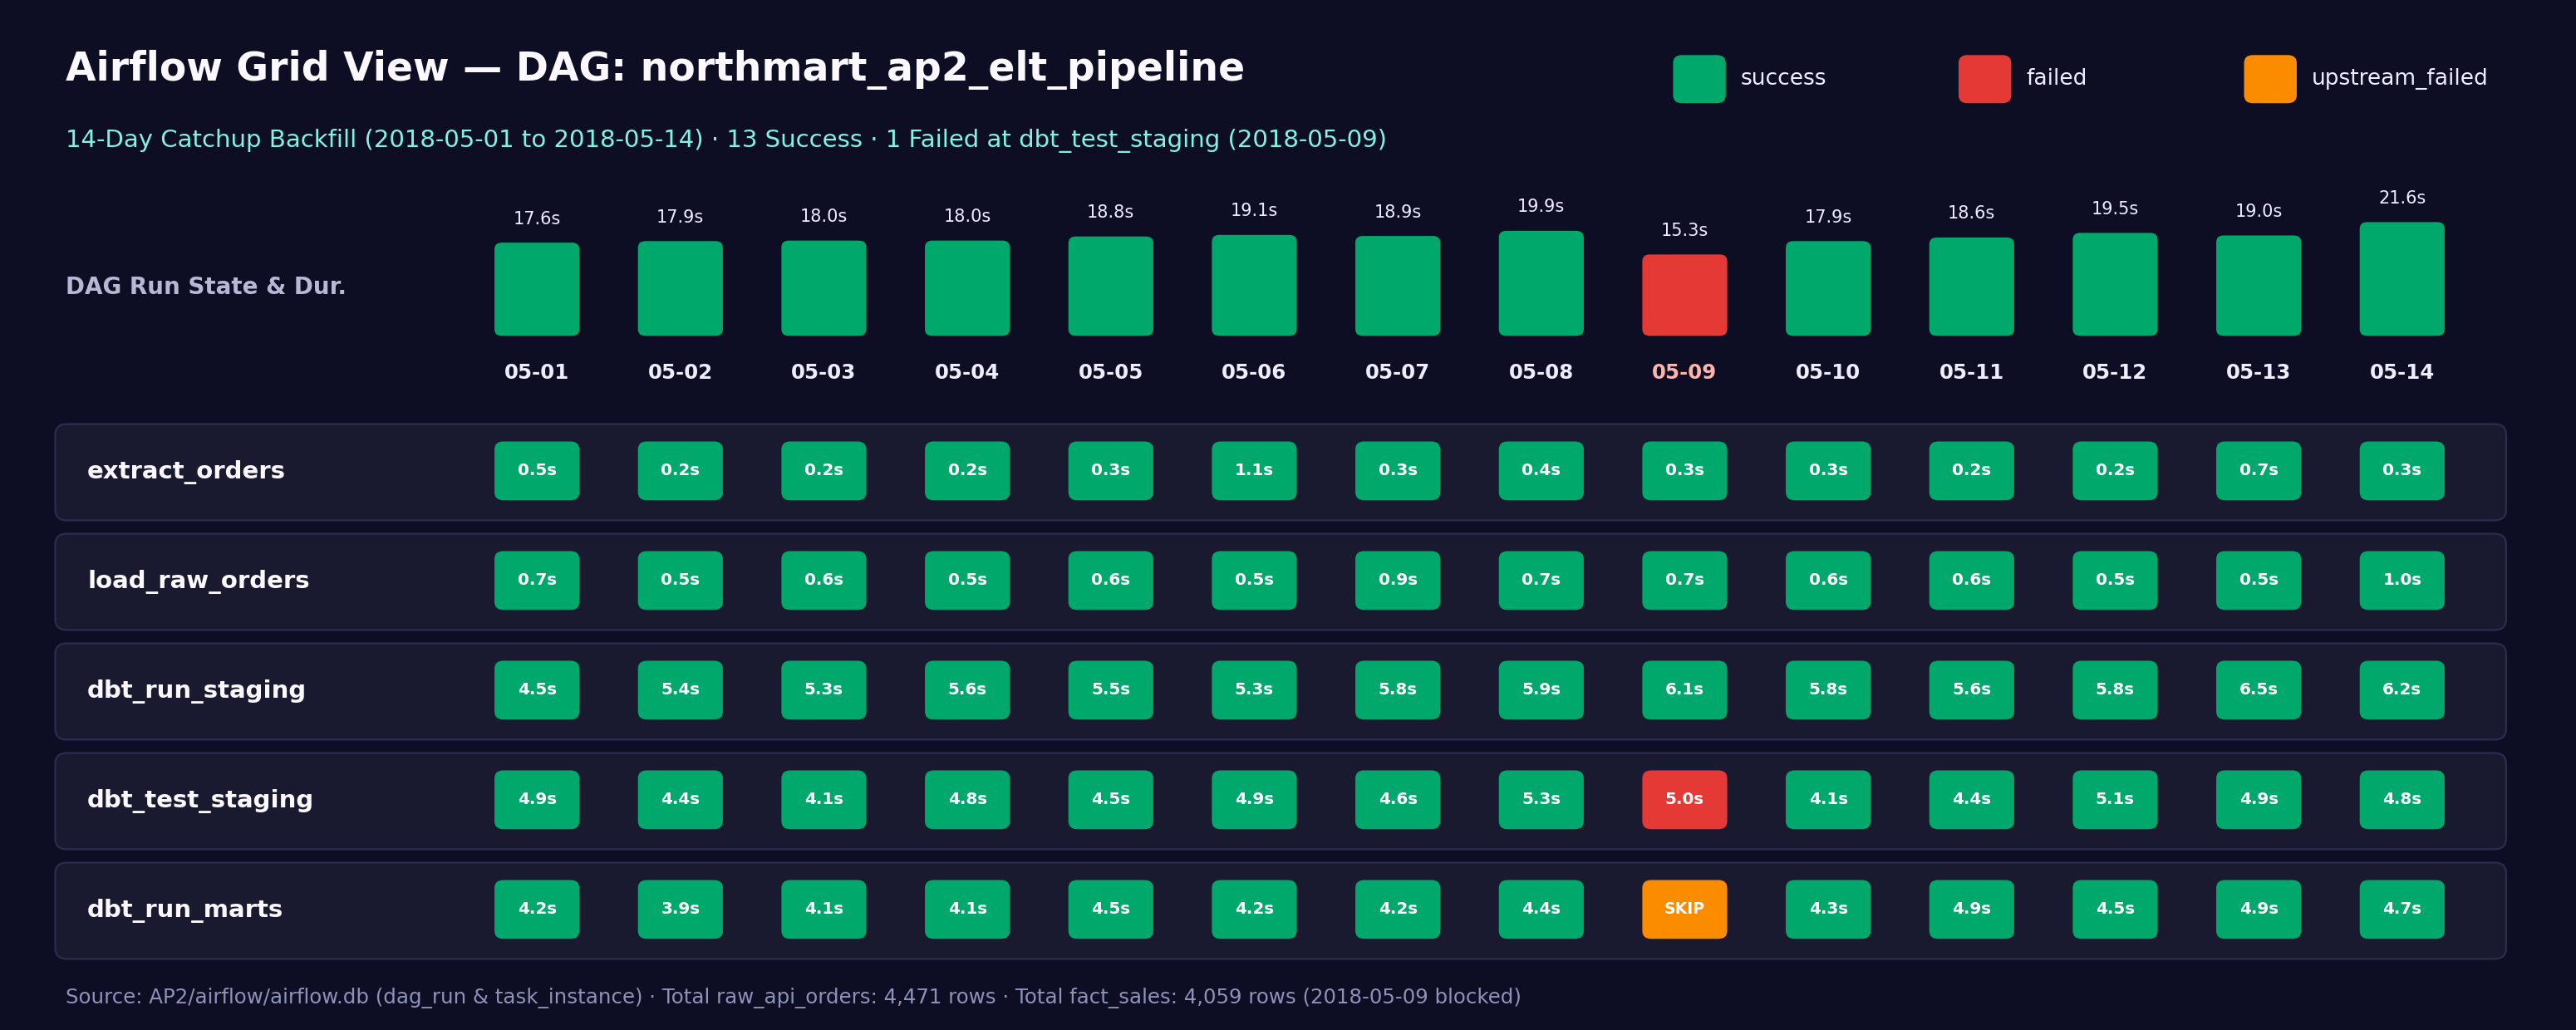 Airflow Grid View — DAG: northmart_ap2_elt_pipeline
success failed upstream_failed
14-Day Catchup Backfill (2018-05-01 to 2018-05-14) · 13 Success · 1 Failed at dbt_test_staging (2018-05-09)
17.6s 17.9s 18.0s 18.0s 18.8s 19.1s 18.9s 19.9s 15.3s 17.9s 18.6s 19.5s 19.0s 21.6s
DAG Run State & Dur.
05-01 05-02 05-03 05-04 05-05 05-06 05-07 05-08 05-09 05-10 05-11 05-12 05-13 05-14
extract_orders 0.5s 0.2s 0.2s 0.2s 0.3s 1.1s 0.3s 0.4s 0.3s 0.3s 0.2s 0.2s 0.7s 0.3s
load_raw_orders 0.7s 0.5s 0.6s 0.5s 0.6s 0.5s 0.9s 0.7s 0.7s 0.6s 0.6s 0.5s 0.5s 1.0s
dbt_run_staging 4.5s 5.4s 5.3s 5.6s 5.5s 5.3s 5.8s 5.9s 6.1s 5.8s 5.6s 5.8s 6.5s 6.2s
dbt_test_staging 4.9s 4.4s 4.1s 4.8s 4.5s 4.9s 4.6s 5.3s 5.0s 4.1s 4.4s 5.1s 4.9s 4.8s
dbt_run_marts 4.2s 3.9s 4.1s 4.1s 4.5s 4.2s 4.2s 4.4s SKIP 4.3s 4.9s 4.5s 4.9s 4.7s
Source: AP2/airflow/airflow.db (dag_run & task_instance) · Total raw_api_orders: 4,471 rows · Total fact_sales: 4,059 rows (2018-05-09 blocked)